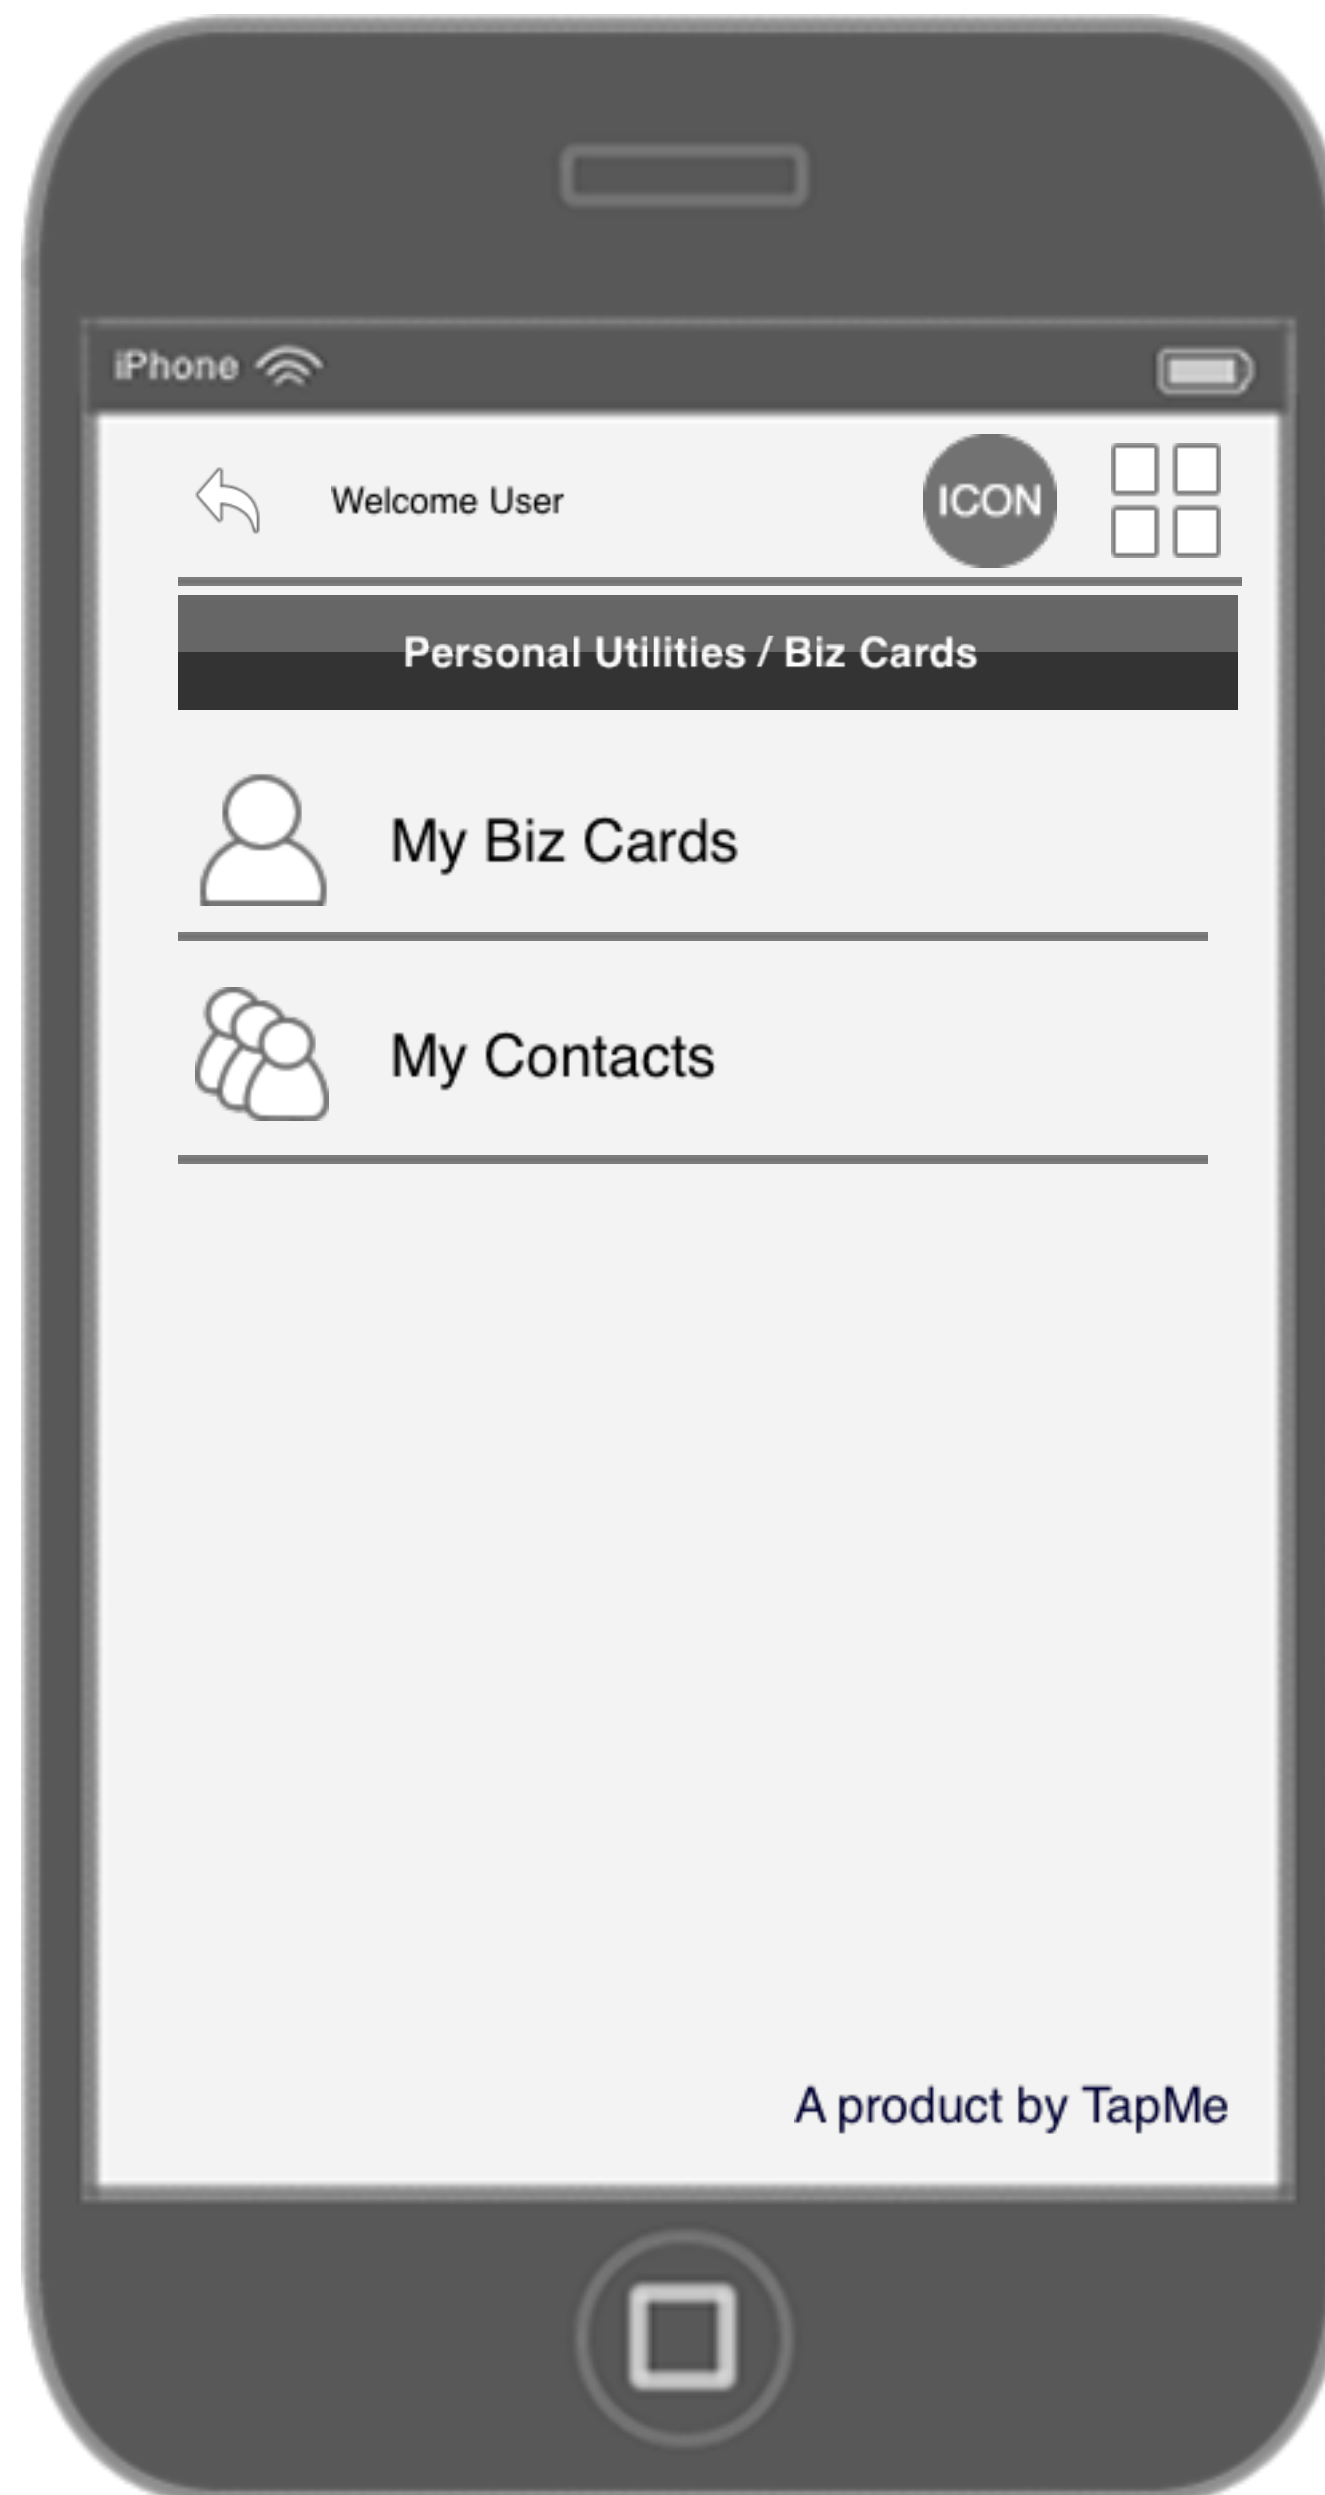 iPhone
Welcome User
ICON
Personal Utilities / Biz Cards
My Biz Cards
My Contacts
A product by TapMe